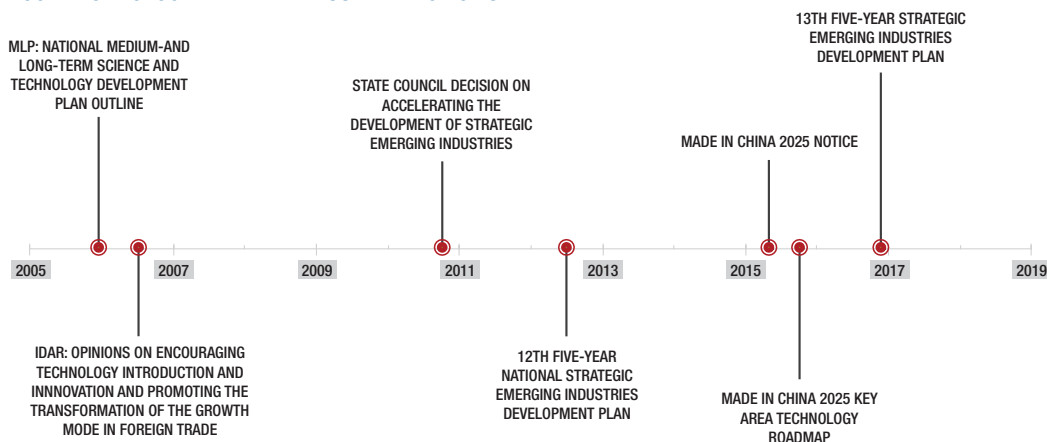 13TH FIVE-YEAR STRATEGIC
EMERGING INDUSTRIES
DEVELOPMENT PLAN
MLP: NATIONAL MEDIUM-AND
LONG-TERM SCIENCE AND
TECHNOLOGY DEVELOPMENT
PLAN OUTLINE
STATE COUNCIL DECISION ON
ACCELERATING THE
DEVELOPMENT OF STRATEGIC
EMERGING INDUSTRIES
MADE IN CHINA 2025 NOTICE
2005
2007
2009
2011
2013
2015
2017
2019
IDAR: OPINIONS ON ENCOURAGING
TECHNOLOGY INTRODUCTION AND
INNNOVATION AND PROMOTING THE
TRANSFORMATION OF THE GROWTH
MODE IN FOREIGN TRADE
12TH FIVE-YEAR
NATIONAL STRATEGIC
EMERGING INDUSTRIES
DEVELOPMENT PLAN
MADE IN CHINA 2025 KEY
AREA TECHNOLOGY
ROADMAP